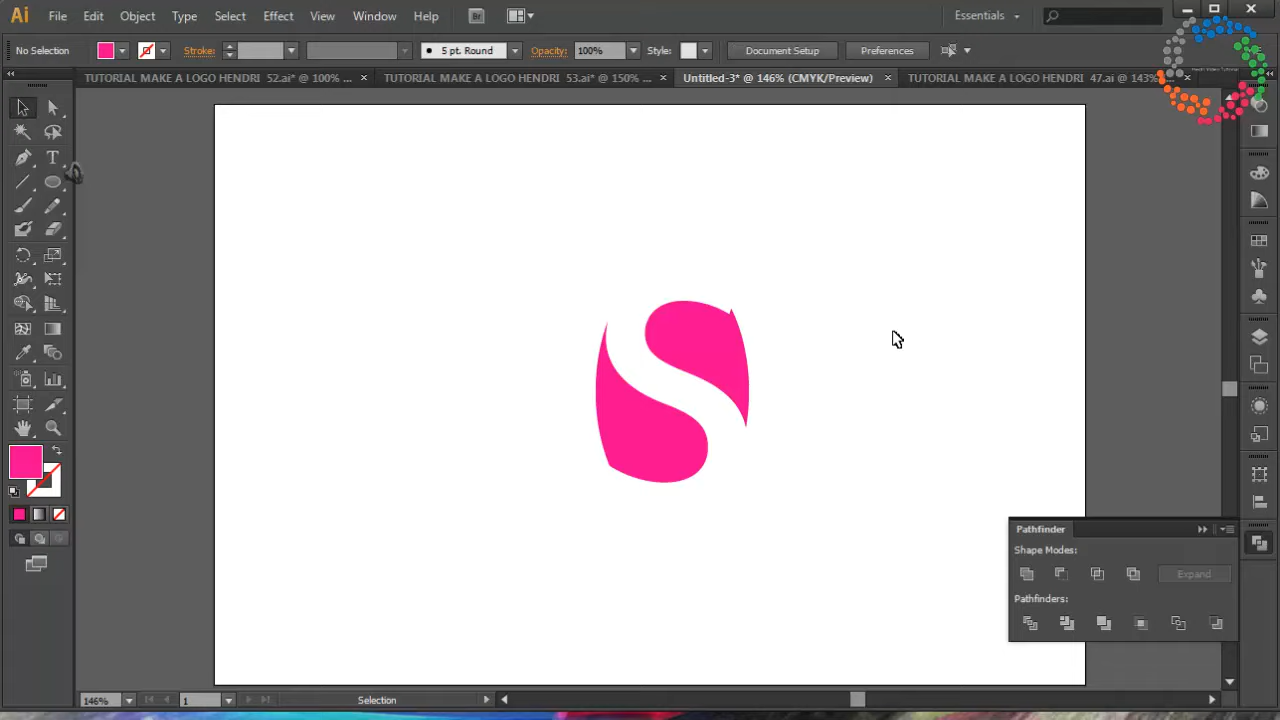 Ai File Edit Object Type Select Effect View Window Help Br Essentials
No Selection Stroke: 5 pt. Round Opacity: 100% Style: Document Setup Preferences
TUTORIAL MAKE A LOGO HENDRI 52.ai* @ 100% ... × TUTORIAL MAKE A LOGO HENDRI 53.ai* @ 150% ... × Untitled-3* @ 146% (CMYK/Preview) × TUTORIAL MAKE A LOGO HENDRI 47.ai @ 143% ×
S
Pathfinder
Shape Modes:
Expand
Pathfinders:
146% 1 Selection